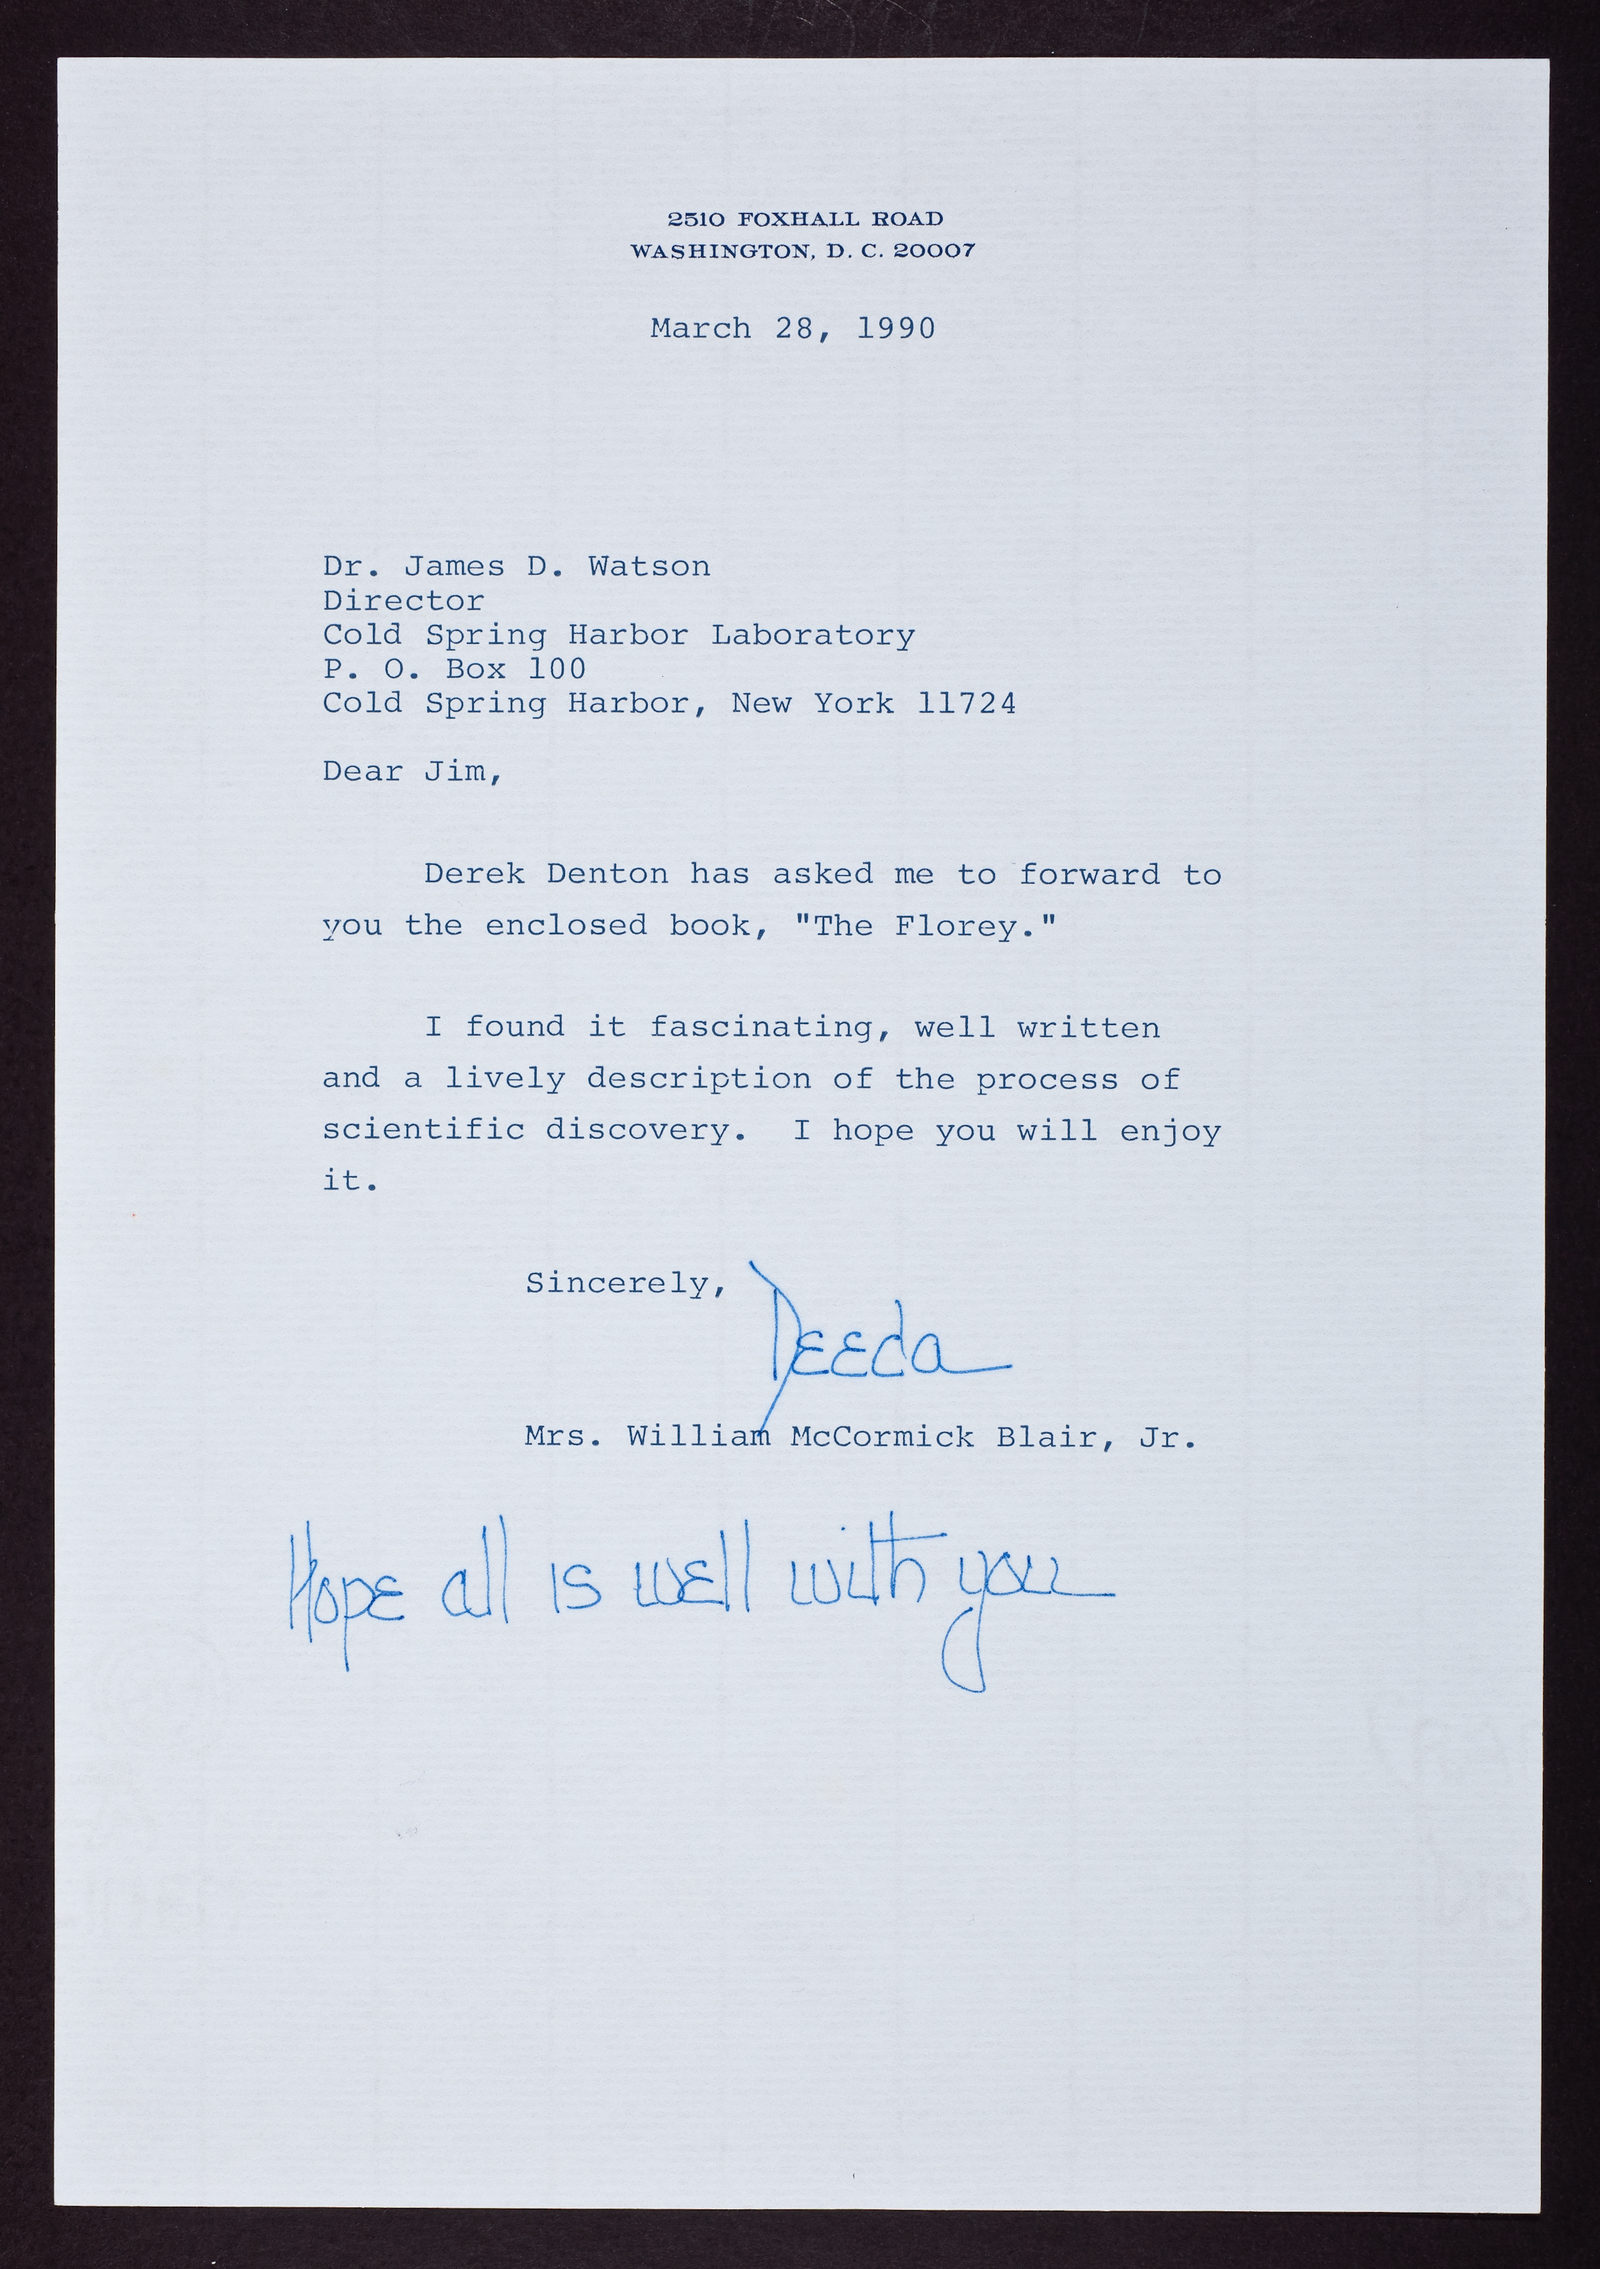 2510 FOXHALL ROAD
WASHINGTON, D. C. 20007
March 28, 1990
Dr. James D. Watson
Director
Cold Spring Harbor Laboratory
P. O. Box 100
Cold Spring Harbor, New York 11724
Dear Jim,
Derek Denton has asked me to forward to
you the enclosed book, "The Florey."
I found it fascinating, well written
and a lively description of the process of
scientific discovery.  I hope you will enjoy
it.
Sincerely,
Deeda
Mrs. William McCormick Blair, Jr.
Hope all is well with you